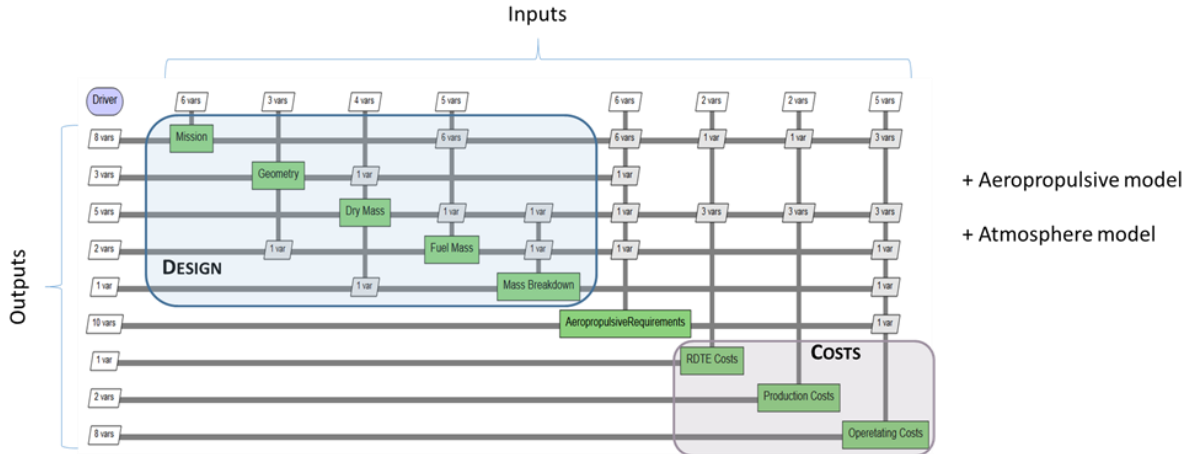 Inputs
Driver 6 vars 3 vars 4 vars 5 vars 6 vars 2 vars 2 vars 5 vars
8 vars Mission 6 vars 6 vars 1 var 1 var 3 vars
3 vars Geometry 1 var 1 var
5 vars Dry Mass 1 var 1 var 1 var 3 vars 3 vars 3 vars
2 vars 1 var Fuel Mass 1 var 1 var 1 var
DESIGN
1 var 1 var Mass Breakdown 1 var
10 vars AeropropulsiveRequirements 1 var
COSTS
1 var RDTE Costs
2 vars Production Costs
8 vars Operetating Costs
Outputs
+ Aeropropulsive model
+ Atmosphere model